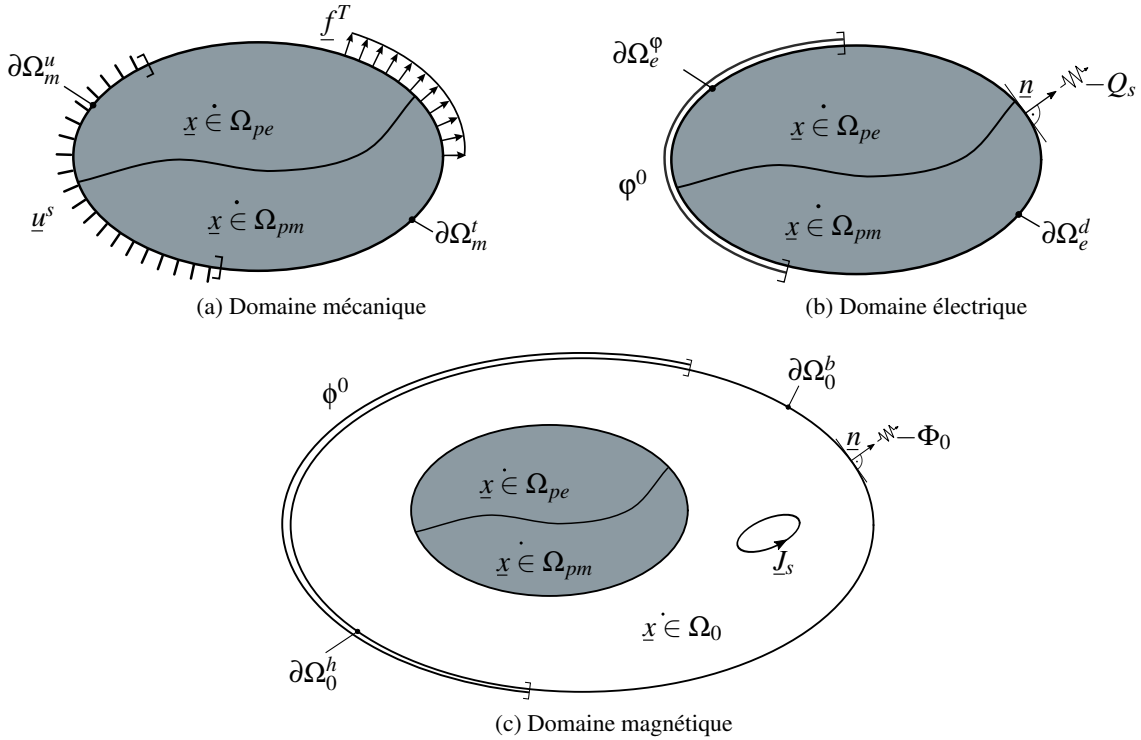 f^T
∂Ω_m^u
x ∈ Ω_pe
x ∈ Ω_pm
u^s
∂Ω_m^t
(a) Domaine mécanique
∂Ω_e^φ
n
−Q_s
x ∈ Ω_pe
φ^0
x ∈ Ω_pm
∂Ω_e^d
(b) Domaine électrique
ϕ^0
∂Ω_0^b
n
−Φ_0
x ∈ Ω_pe
x ∈ Ω_pm
J_s
x ∈ Ω_0
∂Ω_0^h
(c) Domaine magnétique